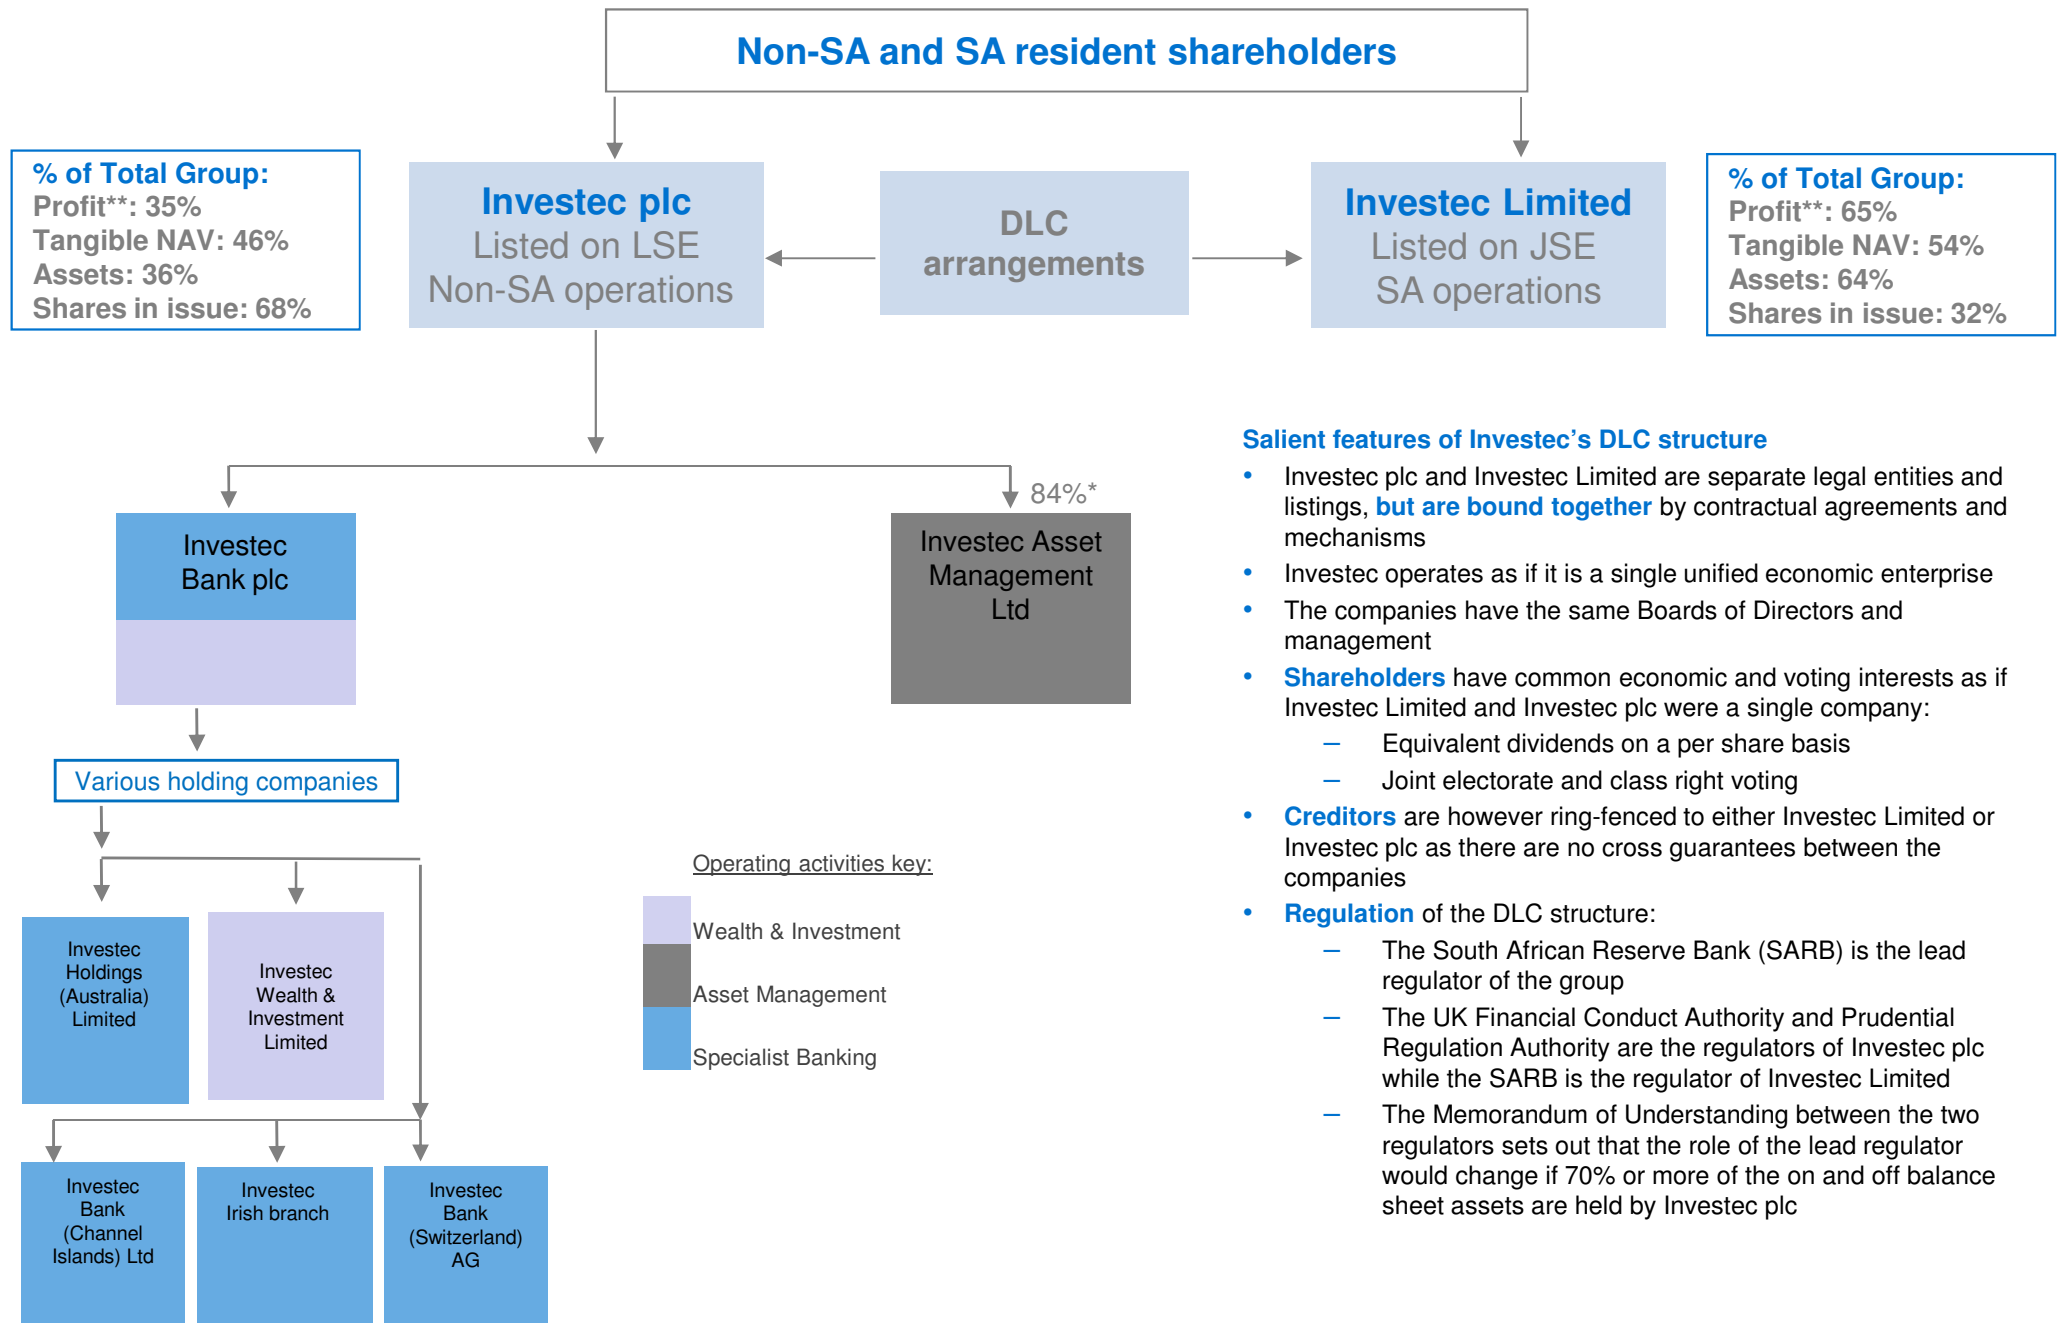 Non-SA and SA resident shareholders
% of Total Group:
Profit**: 35%
Tangible NAV: 46%
Assets: 36%
Shares in issue: 68%
Investec plc
Listed on LSE
Non-SA operations
DLC
arrangements
Investec Limited
Listed on JSE
SA operations
% of Total Group:
Profit**: 65%
Tangible NAV: 54%
Assets: 64%
Shares in issue: 32%
84%*
Investec
Bank plc
Investec Asset
Management
Ltd
Various holding companies
Investec
Holdings
(Australia)
Limited
Investec
Wealth &
Investment
Limited
Investec
Bank
(Channel
Islands) Ltd
Investec
Irish branch
Investec
Bank
(Switzerland)
AG
Operating activities key:
Wealth & Investment
Asset Management
Specialist Banking
Salient features of Investec’s DLC structure
• Investec plc and Investec Limited are separate legal entities and
listings, but are bound together by contractual agreements and
mechanisms
• Investec operates as if it is a single unified economic enterprise
• The companies have the same Boards of Directors and
management
• Shareholders have common economic and voting interests as if
Investec Limited and Investec plc were a single company:
– Equivalent dividends on a per share basis
– Joint electorate and class right voting
• Creditors are however ring-fenced to either Investec Limited or
Investec plc as there are no cross guarantees between the
companies
• Regulation of the DLC structure:
– The South African Reserve Bank (SARB) is the lead
regulator of the group
– The UK Financial Conduct Authority and Prudential
Regulation Authority are the regulators of Investec plc
while the SARB is the regulator of Investec Limited
– The Memorandum of Understanding between the two
regulators sets out that the role of the lead regulator
would change if 70% or more of the on and off balance
sheet assets are held by Investec plc